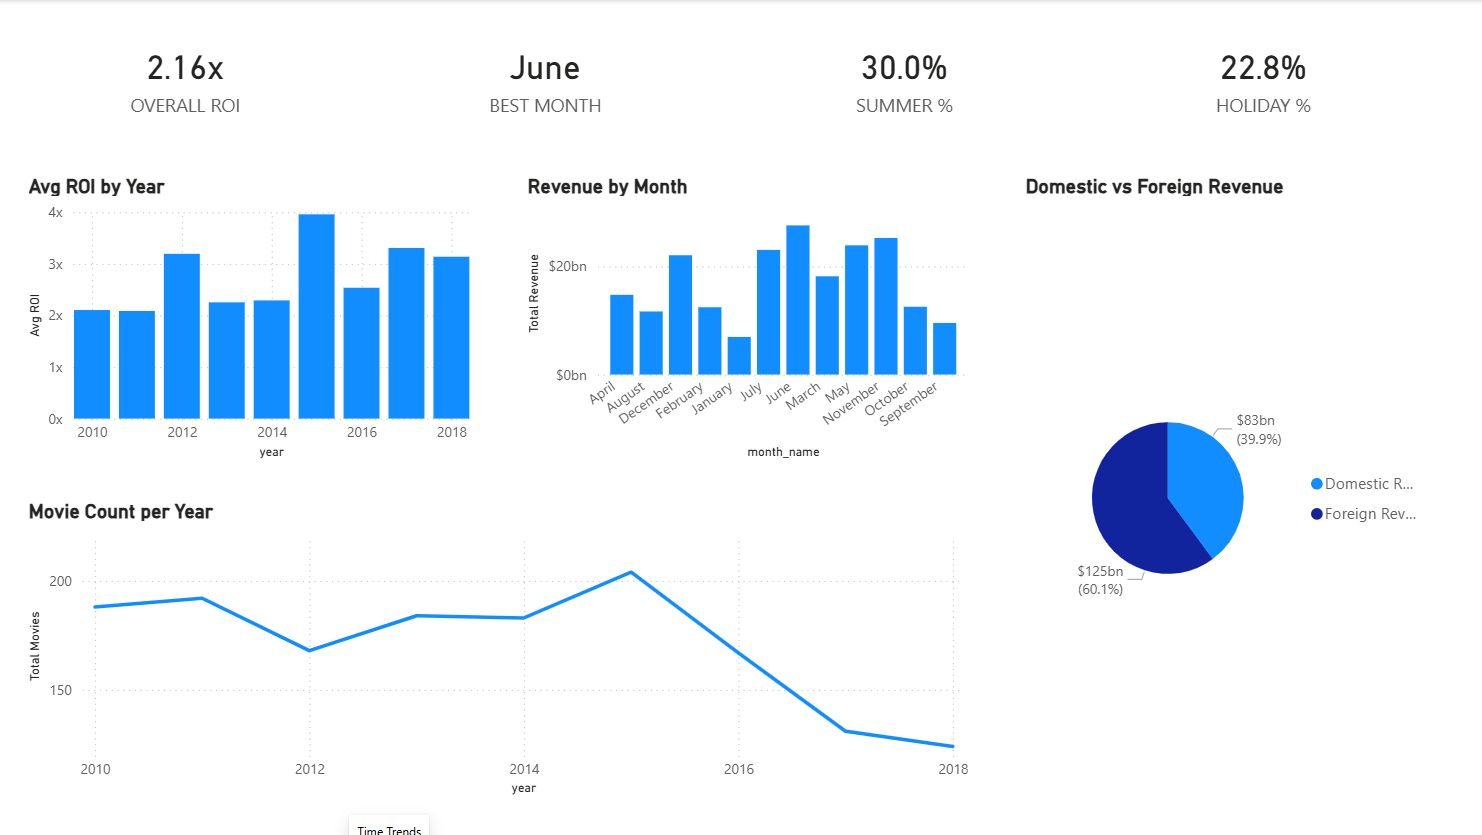 2.16x
OVERALL ROI
June
BEST MONTH
30.0%
SUMMER %
22.8%
HOLIDAY %
Avg ROI by Year
4x
3x
2x
1x
0x
Avg ROI
2010
2012
2014
2016
2018
year
Revenue by Month
$20bn
$0bn
Total Revenue
April
August
December
February
January
July
June
March
May
November
October
September
month_name
Domestic vs Foreign Revenue
$83bn
(39.9%)
$125bn
(60.1%)
Domestic R...
Foreign Rev...
Movie Count per Year
200
150
Total Movies
2010
2012
2014
2016
2018
year
Time Trends